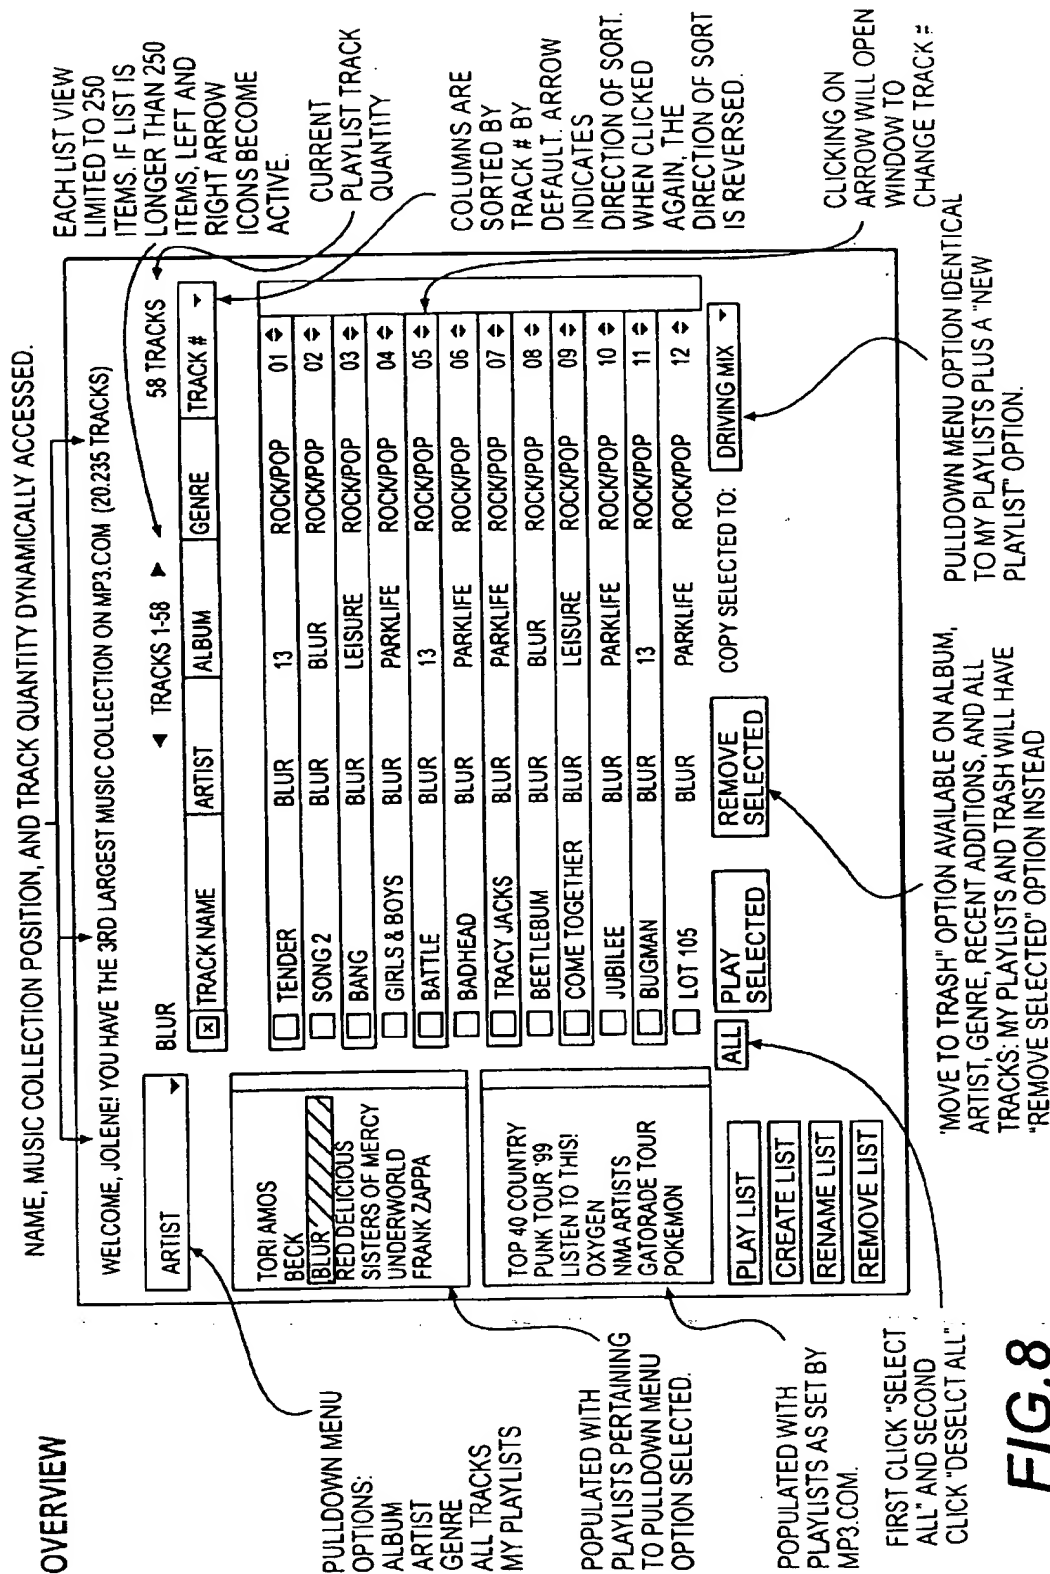 OVERVIEW
NAME, MUSIC COLLECTION POSITION, AND TRACK QUANTITY DYNAMICALLY ACCESSED.
WELCOME, JOLENE! YOU HAVE THE 3RD LARGEST MUSIC COLLECTION ON MP3.COM (20.235 TRACKS)
ARTIST
BLUR
TRACKS 1-58
58 TRACKS
TRACK NAME ARTIST ALBUM GENRE TRACK #
TENDER BLUR 13 ROCK/POP 01
SONG 2 BLUR BLUR ROCK/POP 02
BANG BLUR LEISURE ROCK/POP 03
GIRLS & BOYS BLUR PARKLIFE ROCK/POP 04
BATTLE BLUR 13 ROCK/POP 05
BADHEAD BLUR PARKLIFE ROCK/POP 06
TRACY JACKS BLUR PARKLIFE ROCK/POP 07
BEETLEBUM BLUR BLUR ROCK/POP 08
COME TOGETHER BLUR LEISURE ROCK/POP 09
JUBILEE BLUR PARKLIFE ROCK/POP 10
BUGMAN BLUR 13 ROCK/POP 11
LOT 105 BLUR PARKLIFE ROCK/POP 12
TORI AMOS
BECK
BLUR
RED DELICIOUS
SISTERS OF MERCY
UNDERWORLD
FRANK ZAPPA
TOP 40 COUNTRY
PUNK TOUR '99
LISTEN TO THIS!
OXYGEN
NMA ARTISTS
GATORADE TOUR
POKEMON
PLAY LIST
CREATE LIST
RENAME LIST
REMOVE LIST
ALL
PLAY
SELECTED
REMOVE
SELECTED
COPY SELECTED TO:
DRIVING MIX
PULLDOWN MENU
OPTIONS:
ALBUM
ARTIST
GENRE
ALL TRACKS
MY PLAYLISTS
POPULATED WITH
PLAYLISTS PERTAINING
TO PULLDOWN MENU
OPTION SELECTED.
POPULATED WITH
PLAYLISTS AS SET BY
MP3.COM.
FIRST CLICK "SELECT
ALL" AND SECOND
CLICK "DESELCT ALL".
"MOVE TO TRASH" OPTION AVAILABLE ON ALBUM,
ARTIST, GENRE, RECENT ADDITIONS, AND ALL
TRACKS: MY PLAYLISTS AND TRASH WILL HAVE
"REMOVE SELECTED" OPTION INSTEAD
PULLDOWN MENU OPTION IDENTICAL
TO MY PLAYLISTS PLUS A "NEW
PLAYLIST" OPTION.
EACH LIST VIEW
LIMITED TO 250
ITEMS. IF LIST IS
LONGER THAN 250
ITEMS, LEFT AND
RIGHT ARROW
ICONS BECOME
ACTIVE.
CURRENT
PLAYLIST TRACK
QUANTITY
COLUMNS ARE
SORTED BY
TRACK # BY
DEFAULT. ARROW
INDICATES
DIRECTION OF SORT.
WHEN CLICKED
AGAIN, THE
DIRECTION OF SORT
IS REVERSED.
CLICKING ON
ARROW WILL OPEN
WINDOW TO
CHANGE TRACK #
FIG.8